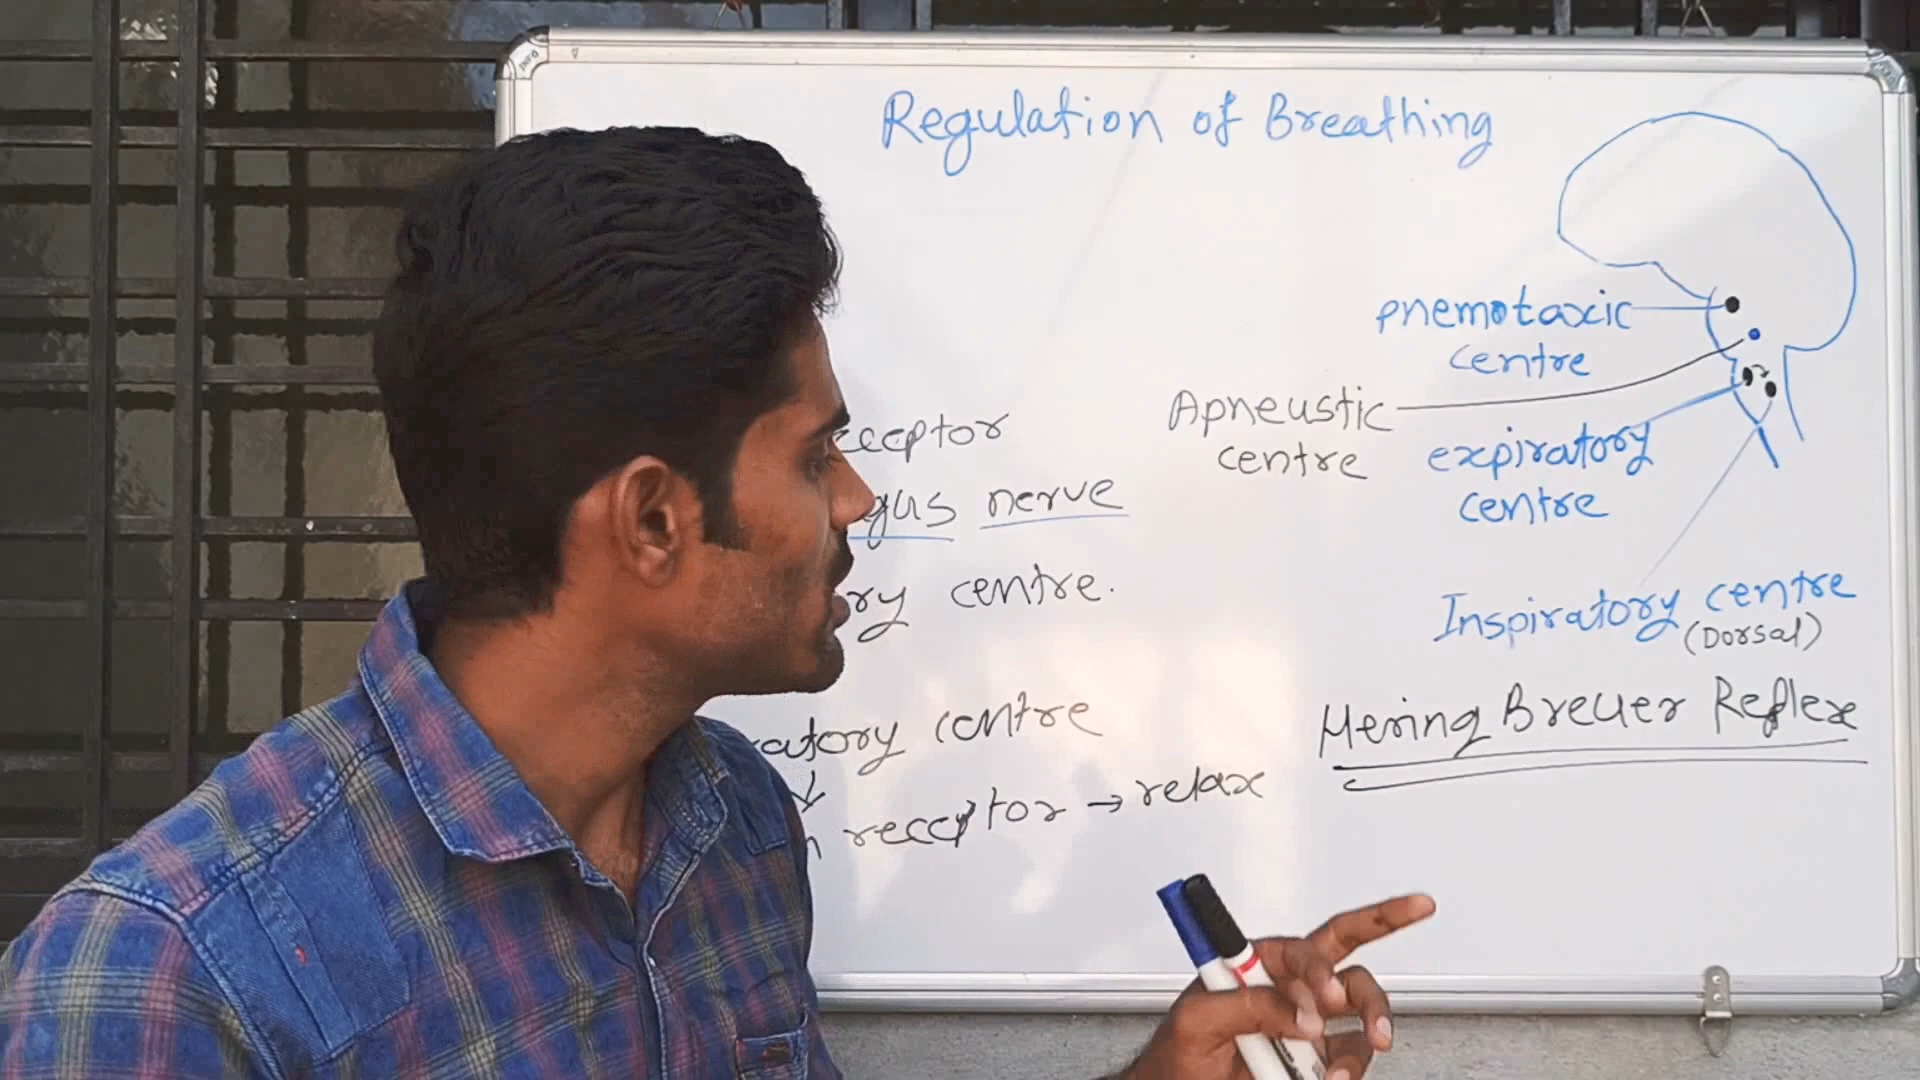 Regulation of Breathing
pnemotaxic
centre
Apneustic
centre
expiratory
centre
nerve
centre.
Inspiratory centre
(Dorsal)
Hering Breuer Reflex
centre
receptor → relax